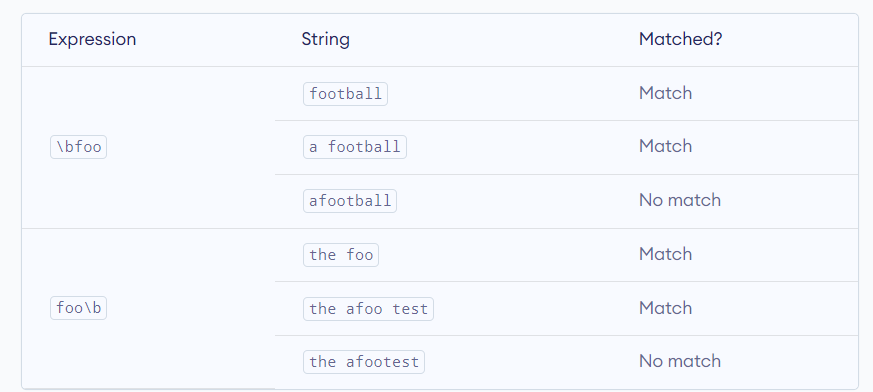 Expression String Matched?
football Match
\bfoo a football Match
afootball No match
the foo Match
foo\b the afoo test Match
the afootest No match